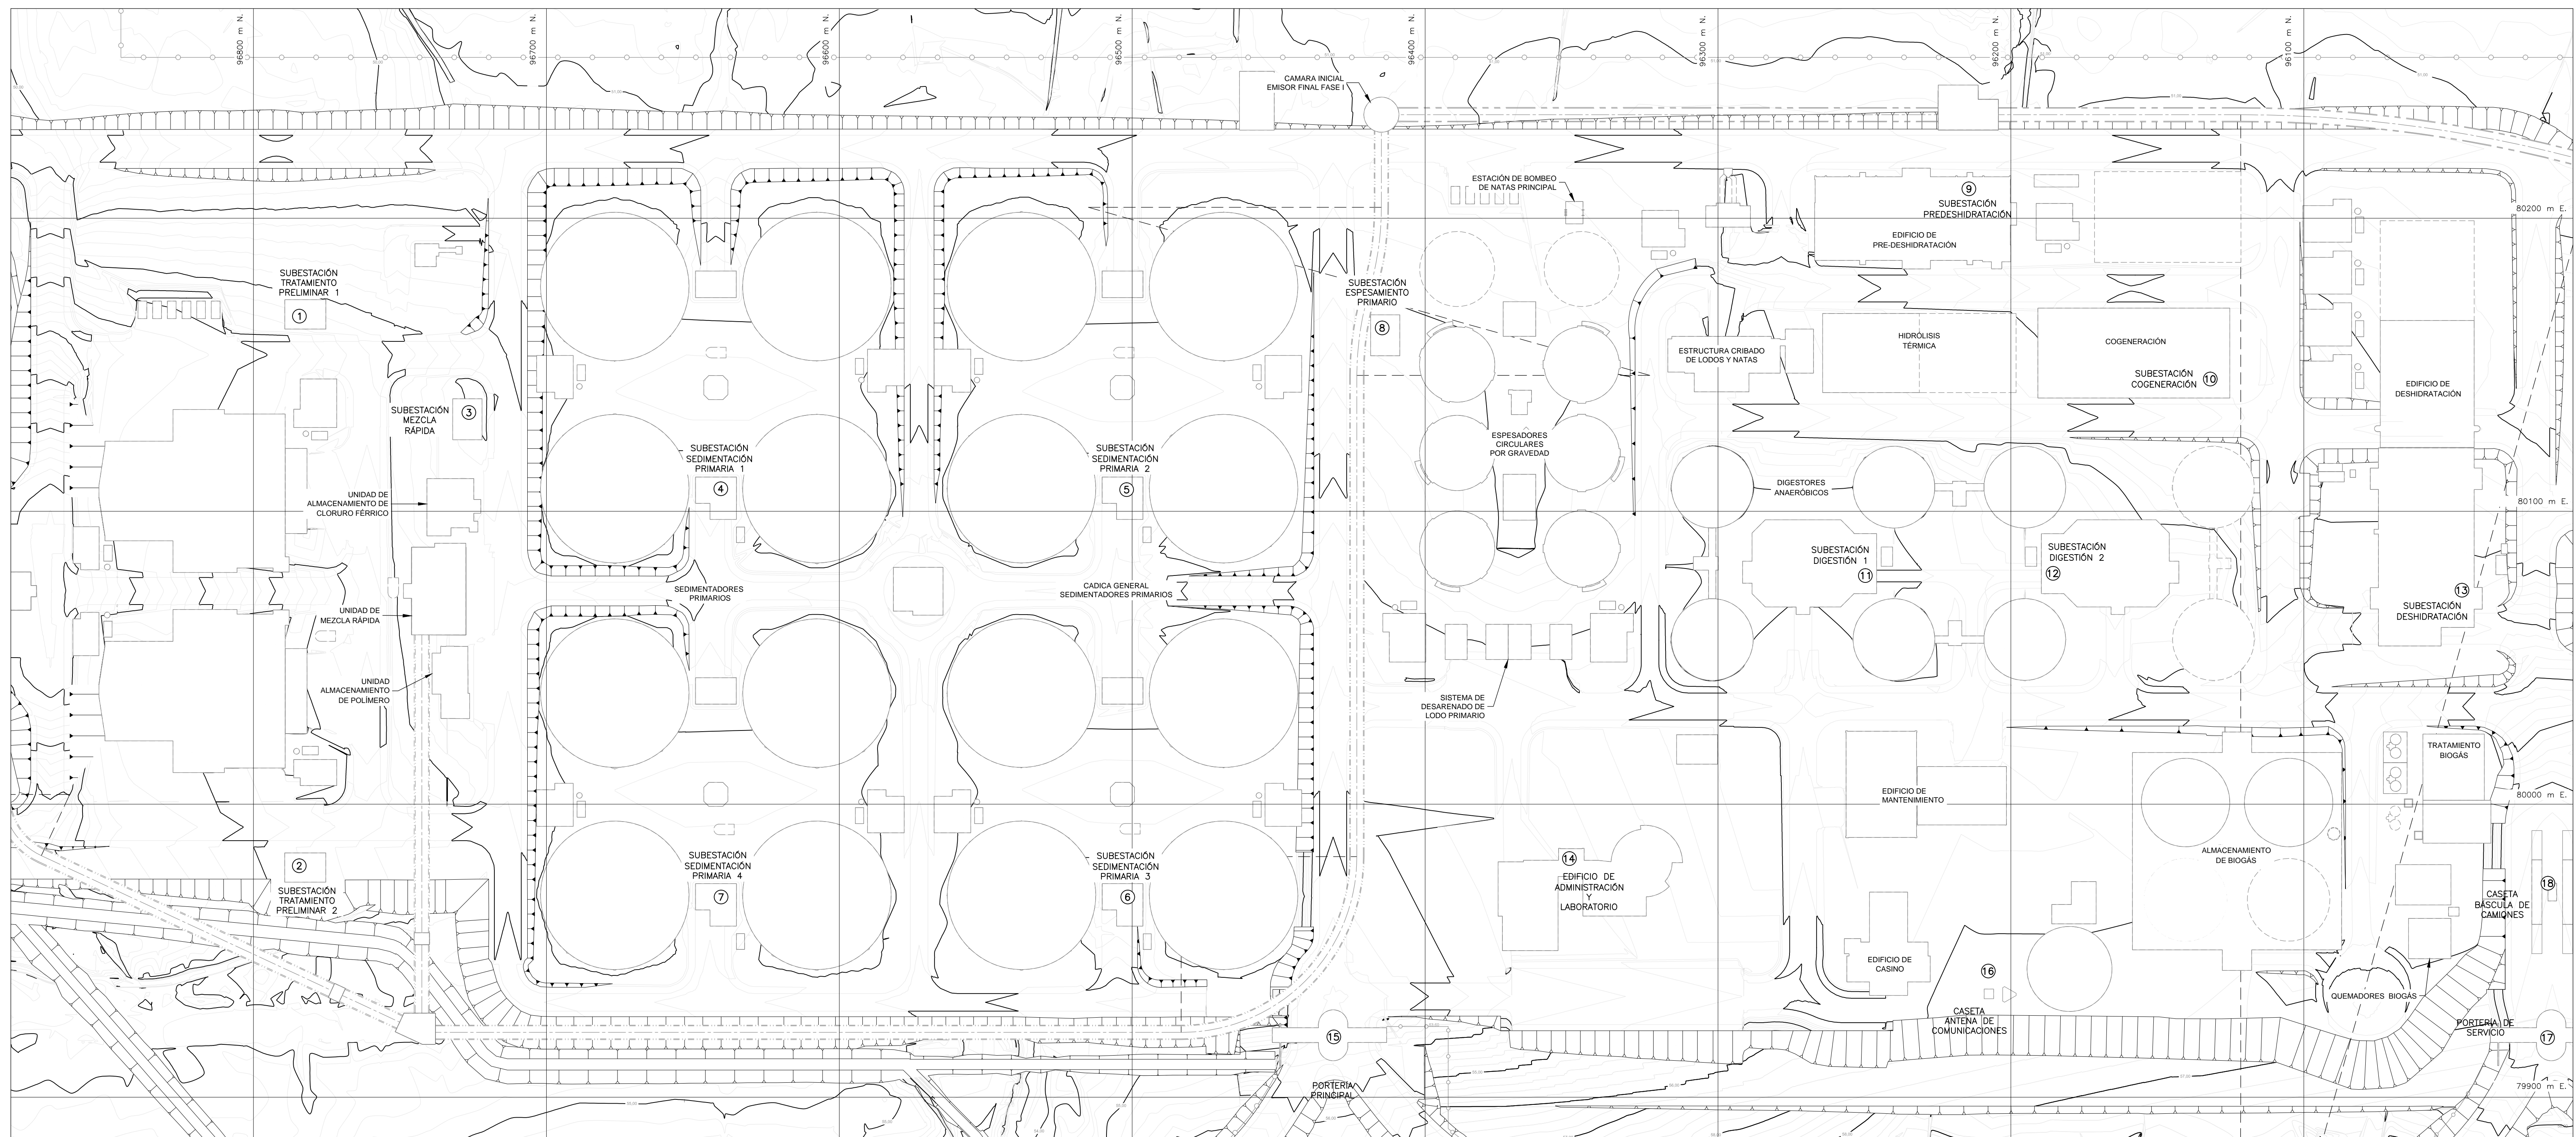 96800 m N.
96700 m N.
96600 m N.
96500 m N.
96400 m N.
96300 m N.
96200 m N.
96100 m N.
CAMARA INICIAL
EMISOR FINAL FASE I
ESTACIÓN DE BOMBEO
DE NATAS PRINCIPAL
9
SUBESTACIÓN
PREDESHIDRATACIÓN
EDIFICIO DE
PRE-DESHIDRATACIÓN
80200 m E.
SUBESTACIÓN
TRATAMIENTO
PRELIMINAR 1
1
SUBESTACIÓN
ESPESAMIENTO
PRIMARIO
8
ESTRUCTURA CRIBADO
DE LODOS Y NATAS
HIDRÓLISIS
TÉRMICA
COGENERACIÓN
SUBESTACIÓN
COGENERACIÓN
10
EDIFICIO DE
DESHIDRATACIÓN
SUBESTACIÓN
MEZCLA
RÁPIDA
3
SUBESTACIÓN
SEDIMENTACIÓN
PRIMARIA 1
4
SUBESTACIÓN
SEDIMENTACIÓN
PRIMARIA 2
5
ESPESADORES
CIRCULARES
POR GRAVEDAD
DIGESTORES
ANAERÓBICOS
UNIDAD DE
ALMACENAMIENTO DE
CLORURO FÉRRICO
80100 m E.
SUBESTACIÓN
DIGESTIÓN 1
11
SUBESTACIÓN
DIGESTIÓN 2
12
13
SUBESTACIÓN
DESHIDRATACIÓN
SEDIMENTADORES
PRIMARIOS
CADICA GENERAL
SEDIMENTADORES PRIMARIOS
UNIDAD DE
MEZCLA RÁPIDA
UNIDAD
ALMACENAMIENTO
DE POLÍMERO
SISTEMA DE
DESARENADO DE
LODO PRIMARIO
TRATAMIENTO
BIOGÁS
EDIFICIO DE
MANTENIMIENTO
80000 m E.
2
SUBESTACIÓN
TRATAMIENTO
PRELIMINAR 2
SUBESTACIÓN
SEDIMENTACIÓN
PRIMARIA 4
7
SUBESTACIÓN
SEDIMENTACIÓN
PRIMARIA 3
6
14
EDIFICIO DE
ADMINISTRACIÓN
Y
LABORATORIO
ALMACENAMIENTO
DE BIOGÁS
18
CASETA
BÁSCULA DE
CAMIONES
EDIFICIO DE
CASINO
16
CASETA
ANTENA DE
COMUNICACIONES
QUEMADORES BIOGÁS
PORTERÍA DE
SERVICIO
17
15
PORTERÍA
PRINCIPAL
79900 m E.